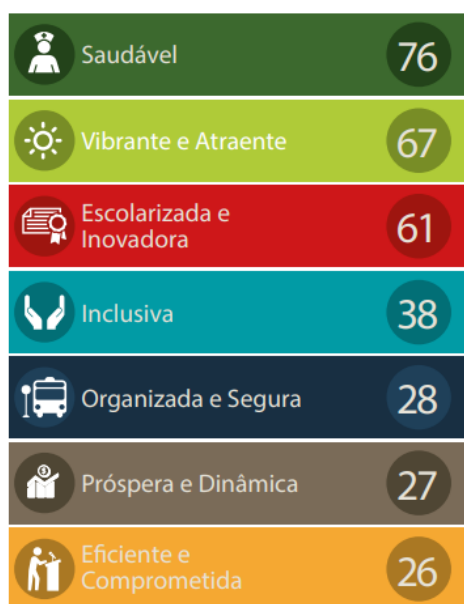 Saudável 76
Vibrante e Atraente 67
Escolarizada e
Inovadora 61
Inclusiva 38
Organizada e Segura 28
Próspera e Dinâmica 27
Eficiente e
Comprometida 26